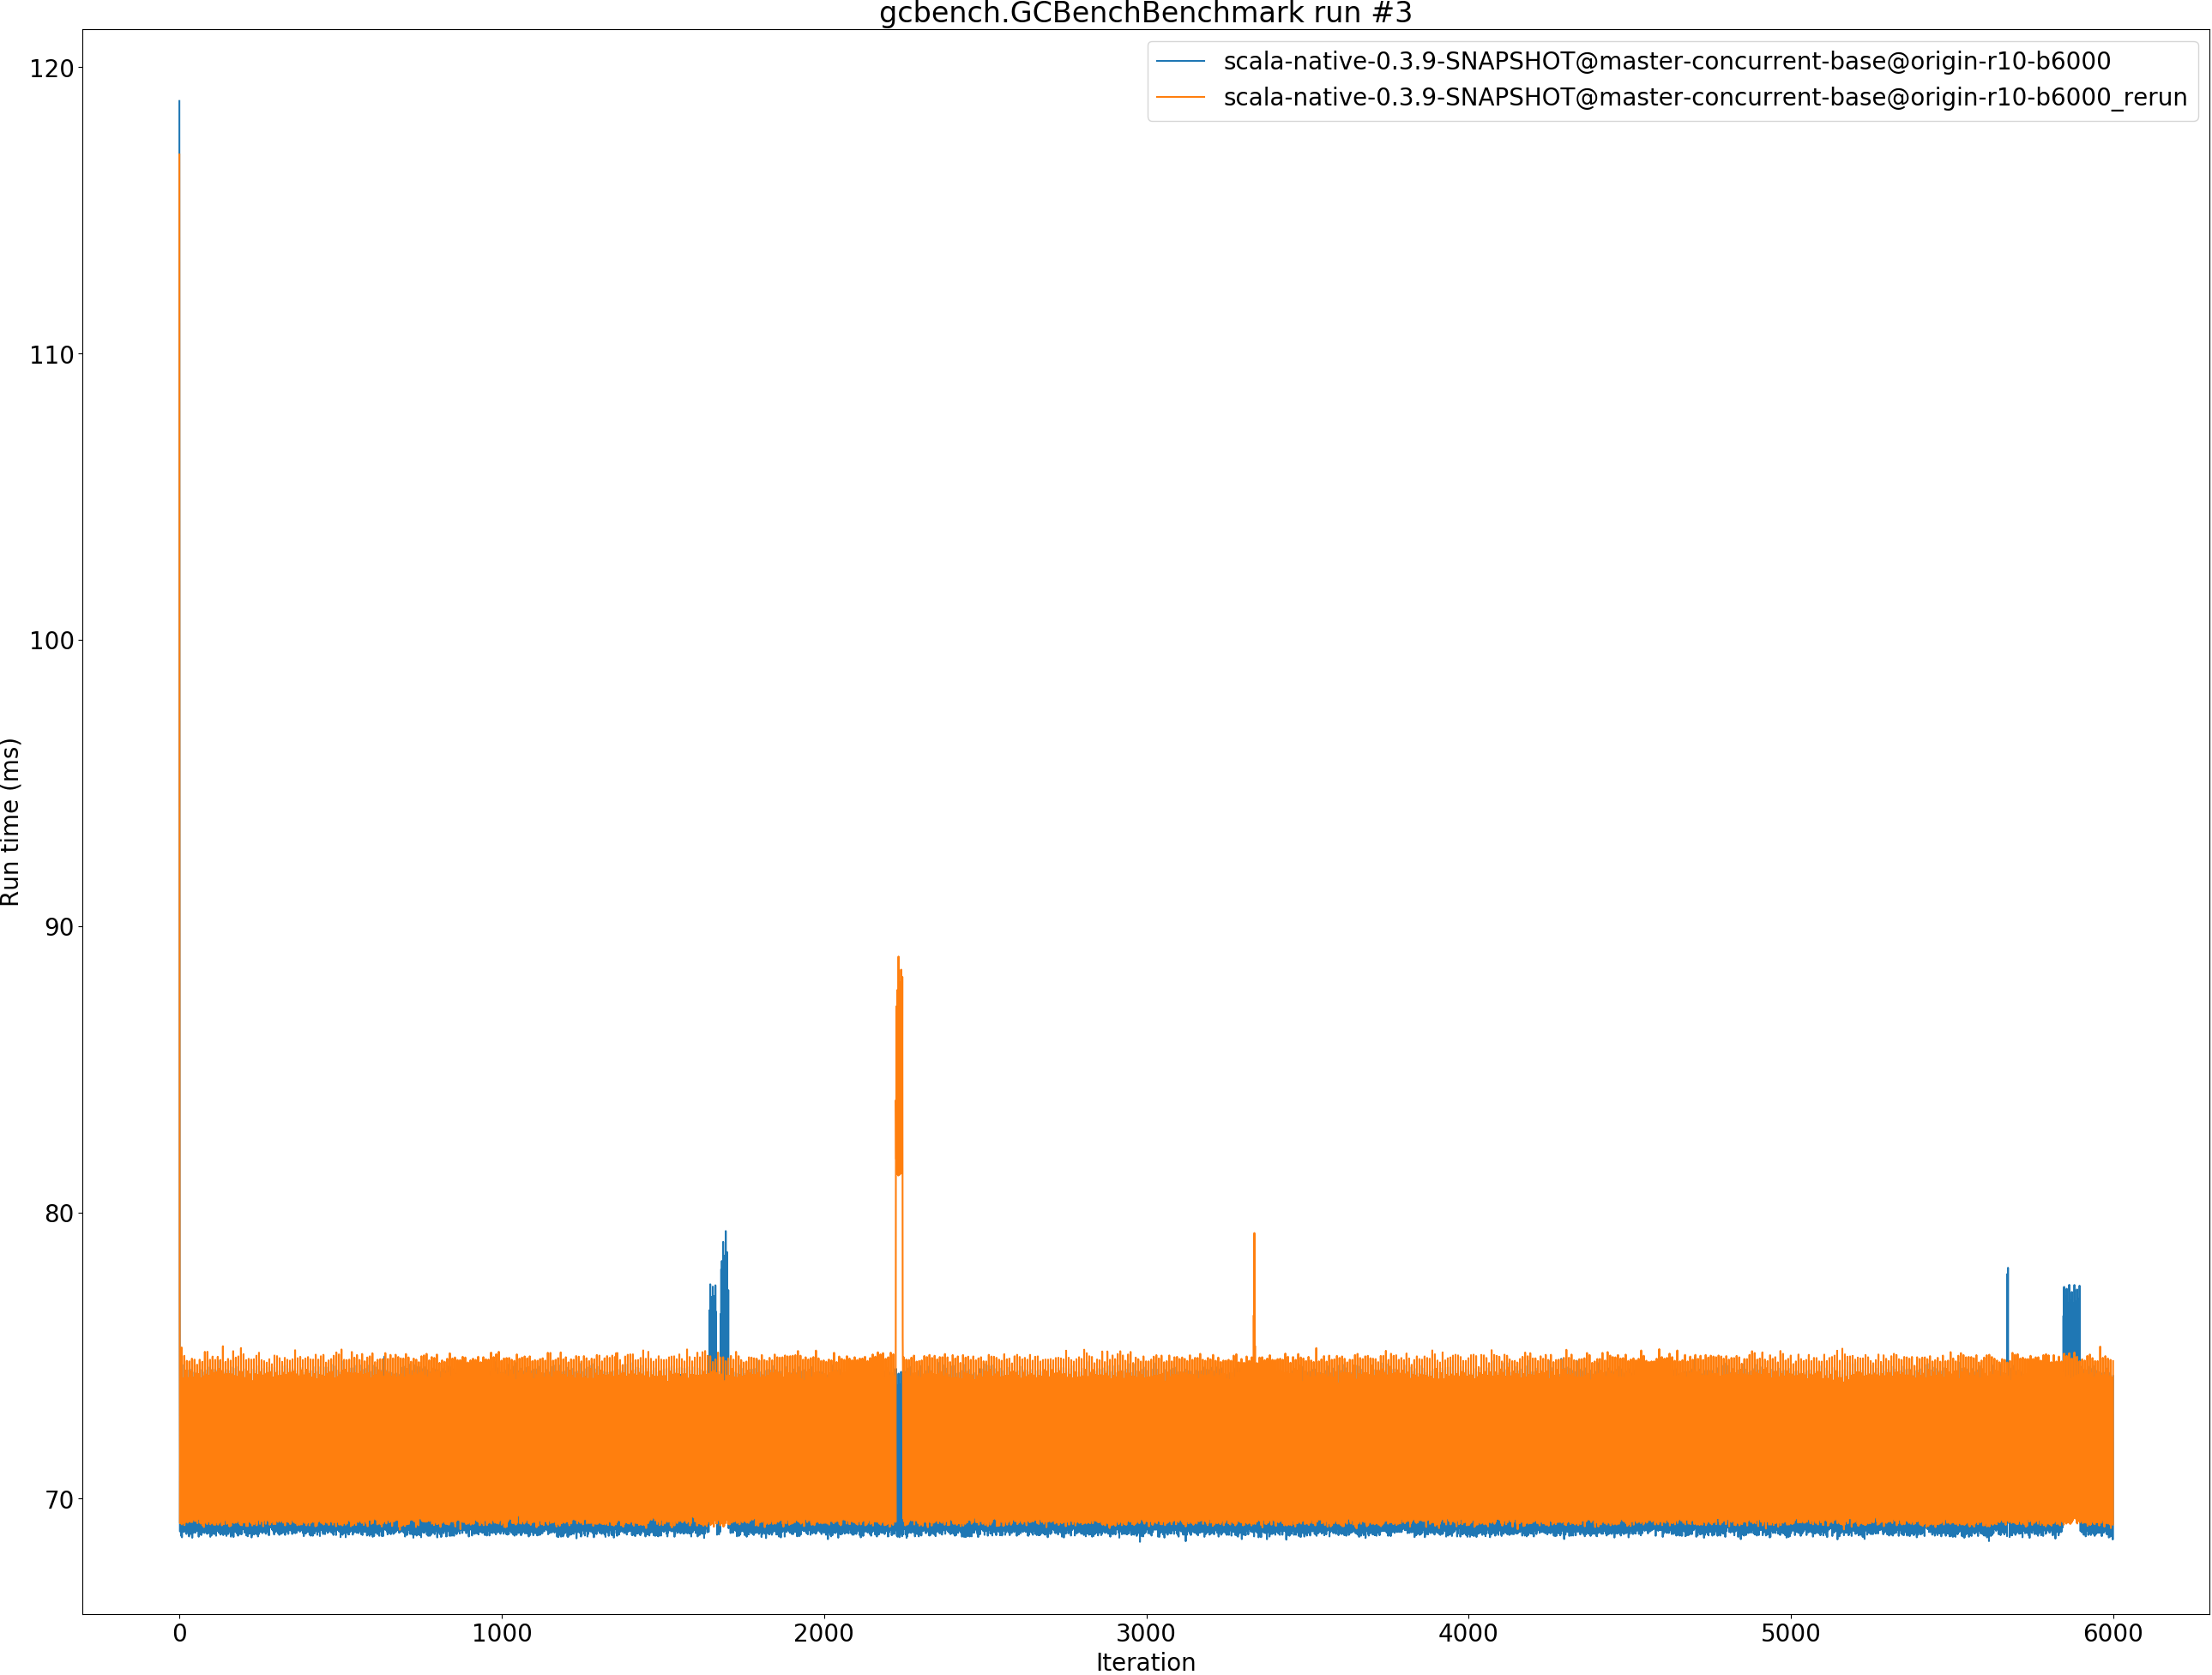 gcbench.GCBenchBenchmark run #3
scala-native-0.3.9-SNAPSHOT@master-concurrent-base@origin-r10-b6000
scala-native-0.3.9-SNAPSHOT@master-concurrent-base@origin-r10-b6000_rerun
120
110
100
90
80
70
Run time (ms)
0 1000 2000 3000 4000 5000 6000
Iteration